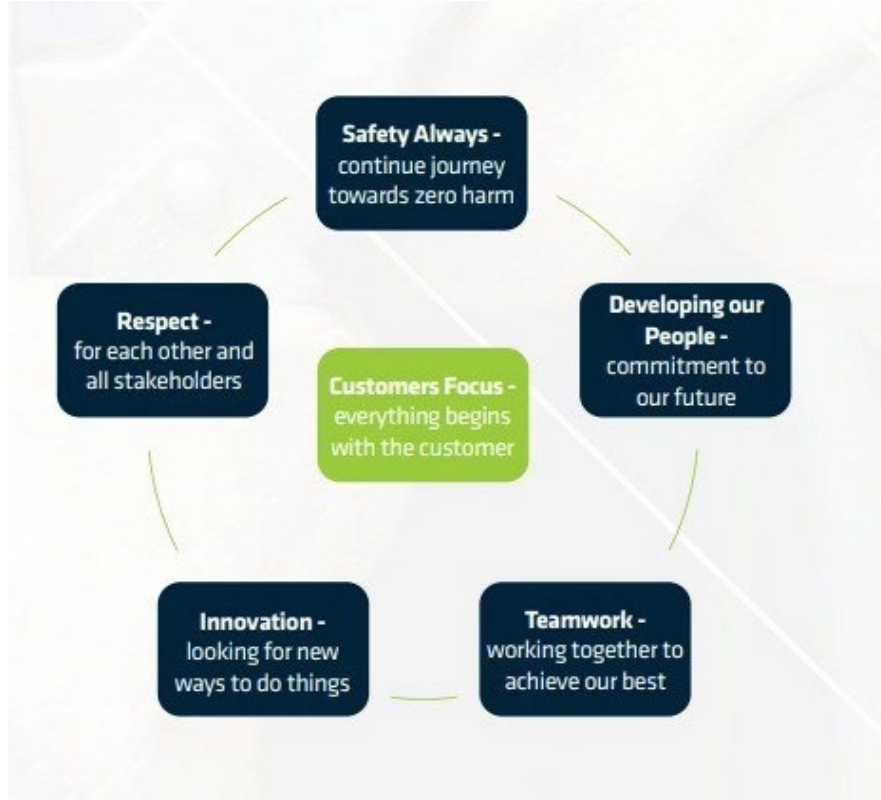 Safety Always -
continue journey
towards zero harm
Respect -
for each other and
all stakeholders
Developing our
People -
commitment to
our future
Customers Focus -
everything begins
with the customer
Innovation -
looking for new
ways to do things
Teamwork -
working together to
achieve our best